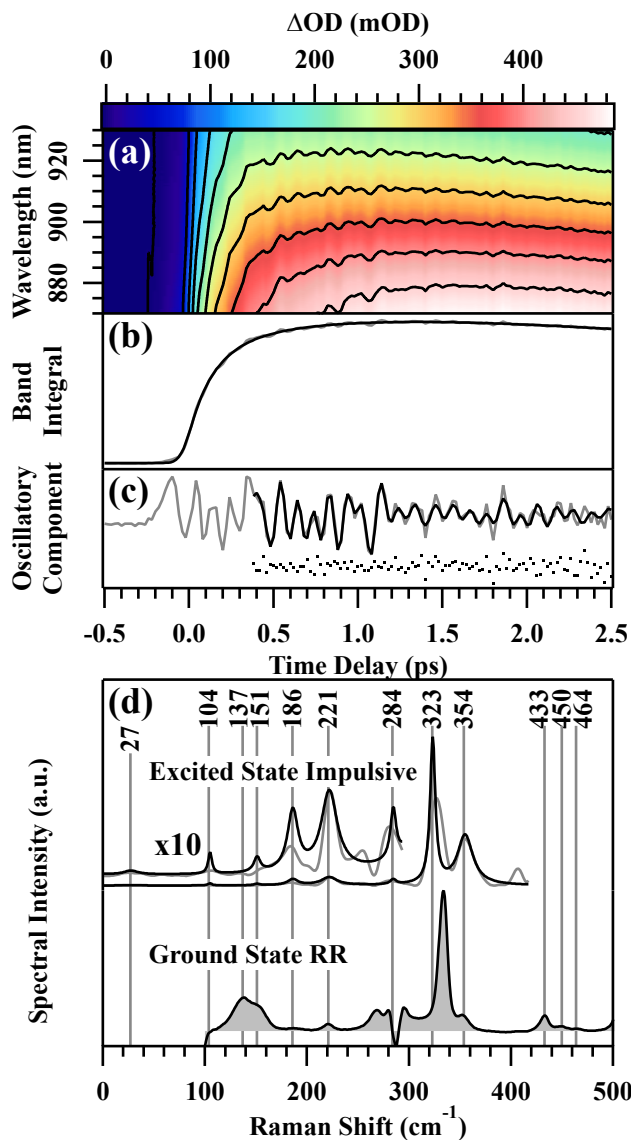 ΔOD (mOD)
0 100 200 300 400
(a)
Wavelength (nm)
920
900
880
(b)
Band
Integral
(c)
Oscillatory
Component
-0.5 0.0 0.5 1.0 1.5 2.0 2.5
Time Delay (ps)
(d)
27 104 137 151 186 221 284 323 354 433 450 464
Excited State Impulsive
x10
Ground State RR
Spectral Intensity (a.u.)
0 100 200 300 400 500
Raman Shift (cm⁻¹)